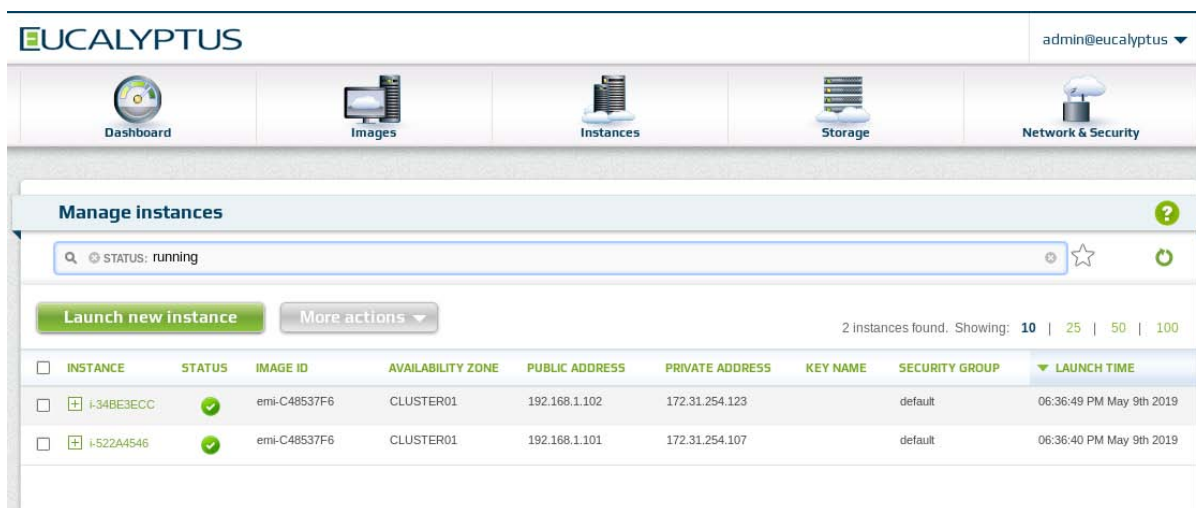 EUCALYPTUS
admin@eucalyptus
Dashboard
Images
Instances
Storage
Network & Security
Manage instances
?
STATUS: running
Launch new instance
More actions
2 instances found. Showing: 10 | 25 | 50 | 100
INSTANCE STATUS IMAGE ID AVAILABILITY ZONE PUBLIC ADDRESS PRIVATE ADDRESS KEY NAME SECURITY GROUP LAUNCH TIME
i-34BE3ECC emi-C48537F6 CLUSTER01 192.168.1.102 172.31.254.123 default 06:36:49 PM May 9th 2019
i-522A4546 emi-C48537F6 CLUSTER01 192.168.1.101 172.31.254.107 default 06:36:40 PM May 9th 2019